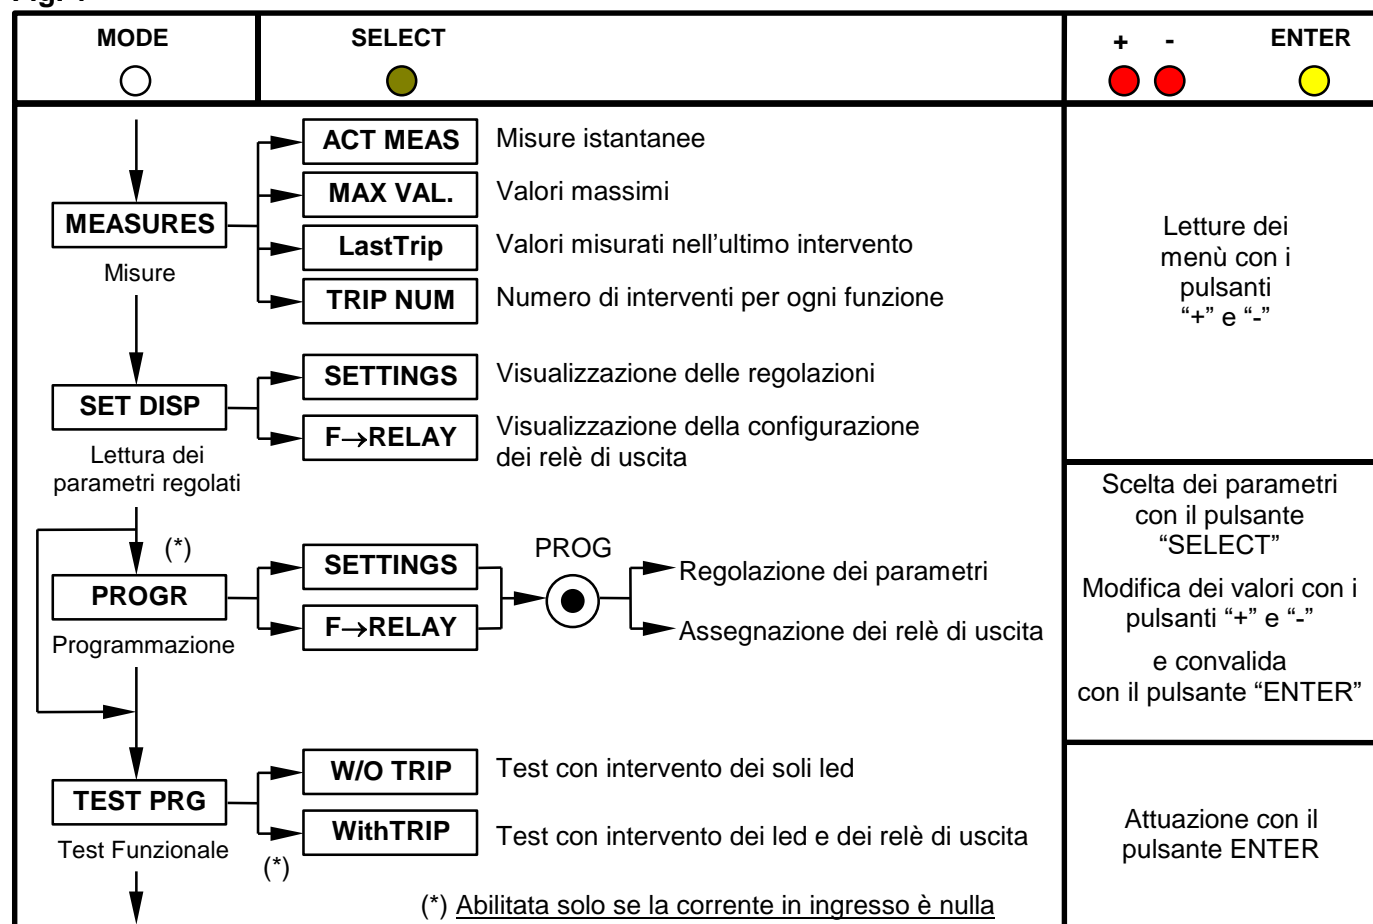 MODE
SELECT
+ -
ENTER
ACT MEAS
Misure istantanee
MAX VAL.
Valori massimi
MEASURES
LastTrip
Valori misurati nell’ultimo intervento
Misure
TRIP NUM
Numero di interventi per ogni funzione
Letture dei
menù con i
pulsanti
“+” e “-”
SETTINGS
Visualizzazione delle regolazioni
SET DISP
F→RELAY
Visualizzazione della configurazione
dei relè di uscita
Lettura dei
parametri regolati
Scelta dei parametri
con il pulsante
“SELECT”
Modifica dei valori con i
pulsanti “+” e “-”
e convalida
con il pulsante “ENTER”
(*)
SETTINGS
PROG
Regolazione dei parametri
PROGR
F→RELAY
Assegnazione dei relè di uscita
Programmazione
W/O TRIP
Test con intervento dei soli led
TEST PRG
WithTRIP
Test con intervento dei led e dei relè di uscita
Test Funzionale
(*)
Attuazione con il
pulsante ENTER
(*) Abilitata solo se la corrente in ingresso è nulla